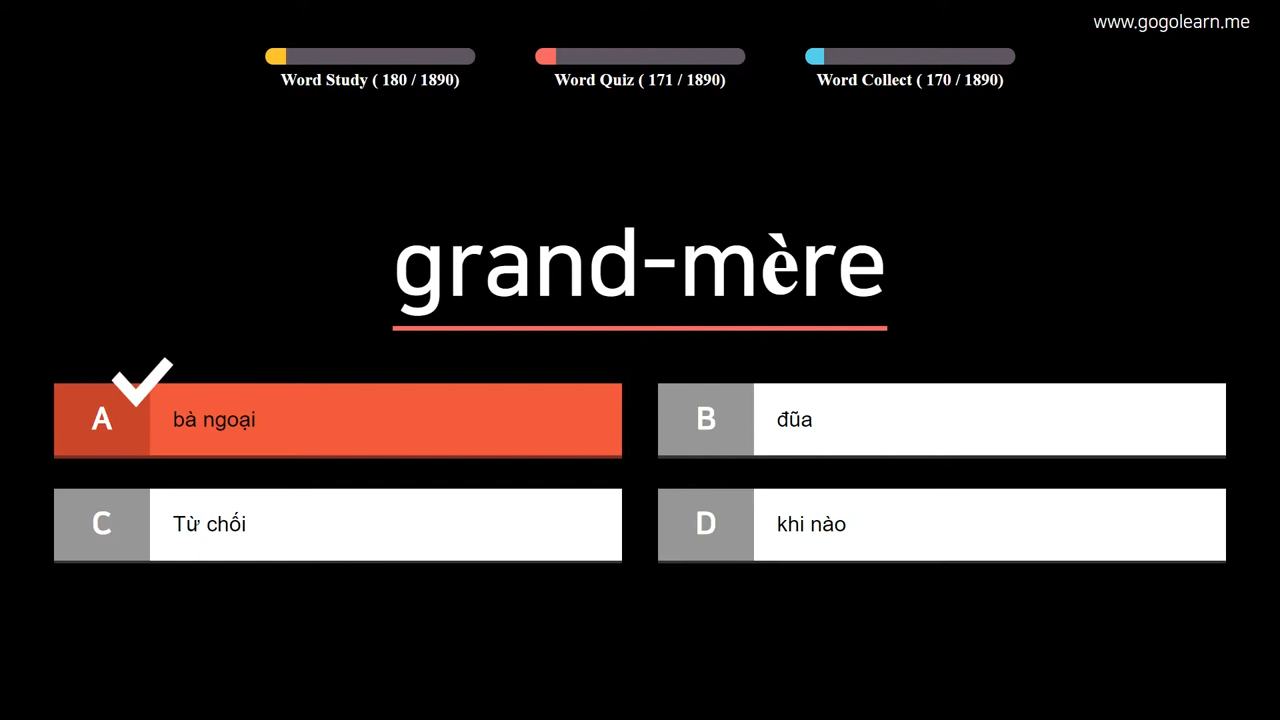 www.gogolearn.me
Word Study ( 180 / 1890)
Word Quiz ( 171 / 1890)
Word Collect ( 170 / 1890)
grand-mère
A bà ngoại
B đũa
C Từ chối
D khi nào